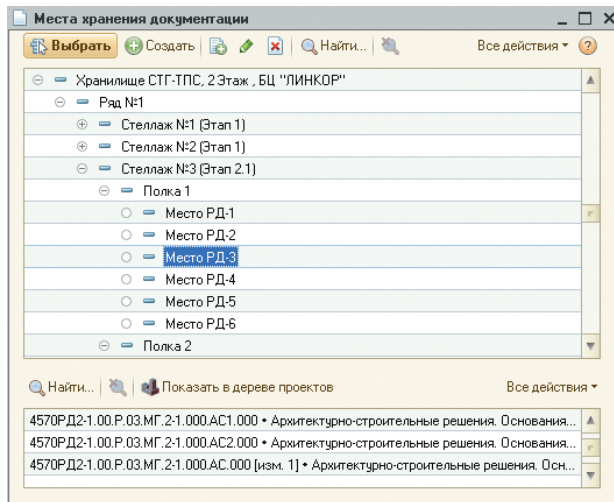 Места хранения документации
Выбрать Создать Найти... Все действия
Хранилище СТГ-ТПС, 2 Этаж , БЦ "ЛИНКОР"
Ряд №1
Стеллаж №1 (Этап 1)
Стеллаж №2 (Этап 1)
Стеллаж №3 (Этап 2.1)
Полка 1
Место РД-1
Место РД-2
Место РД-3
Место РД-4
Место РД-5
Место РД-6
Полка 2
Найти... Показать в дереве проектов Все действия
4570РД2-1.00.Р.03.МГ.2-1.000.АС1.000 • Архитектурно-строительные решения. Основания...
4570РД2-1.00.Р.03.МГ.2-1.000.АС2.000 • Архитектурно-строительные решения. Основания...
4570РД2-1.00.Р.03.МГ.2-1.000.АС.000 [изм. 1] • Архитектурно-строительные решения. Осн...